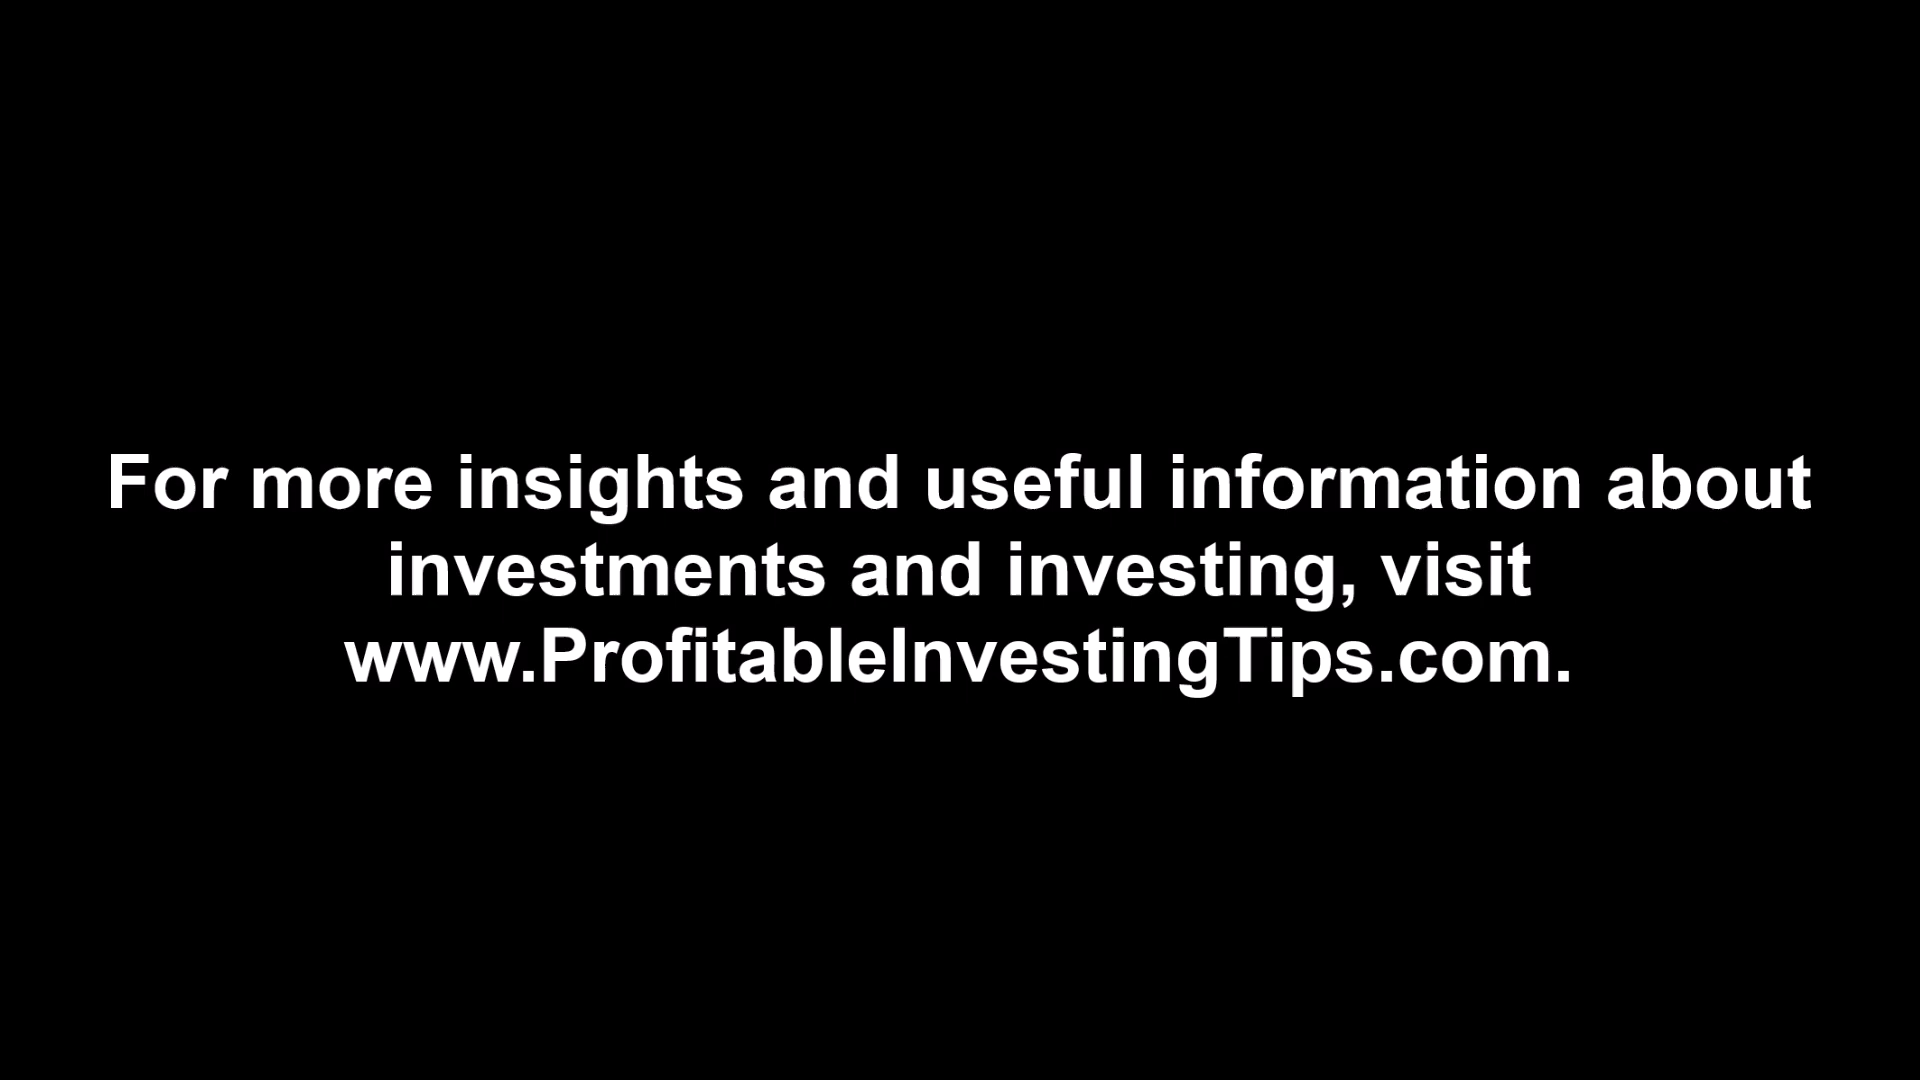 For more insights and useful information about
investments and investing, visit
www.ProfitableInvestingTips.com.